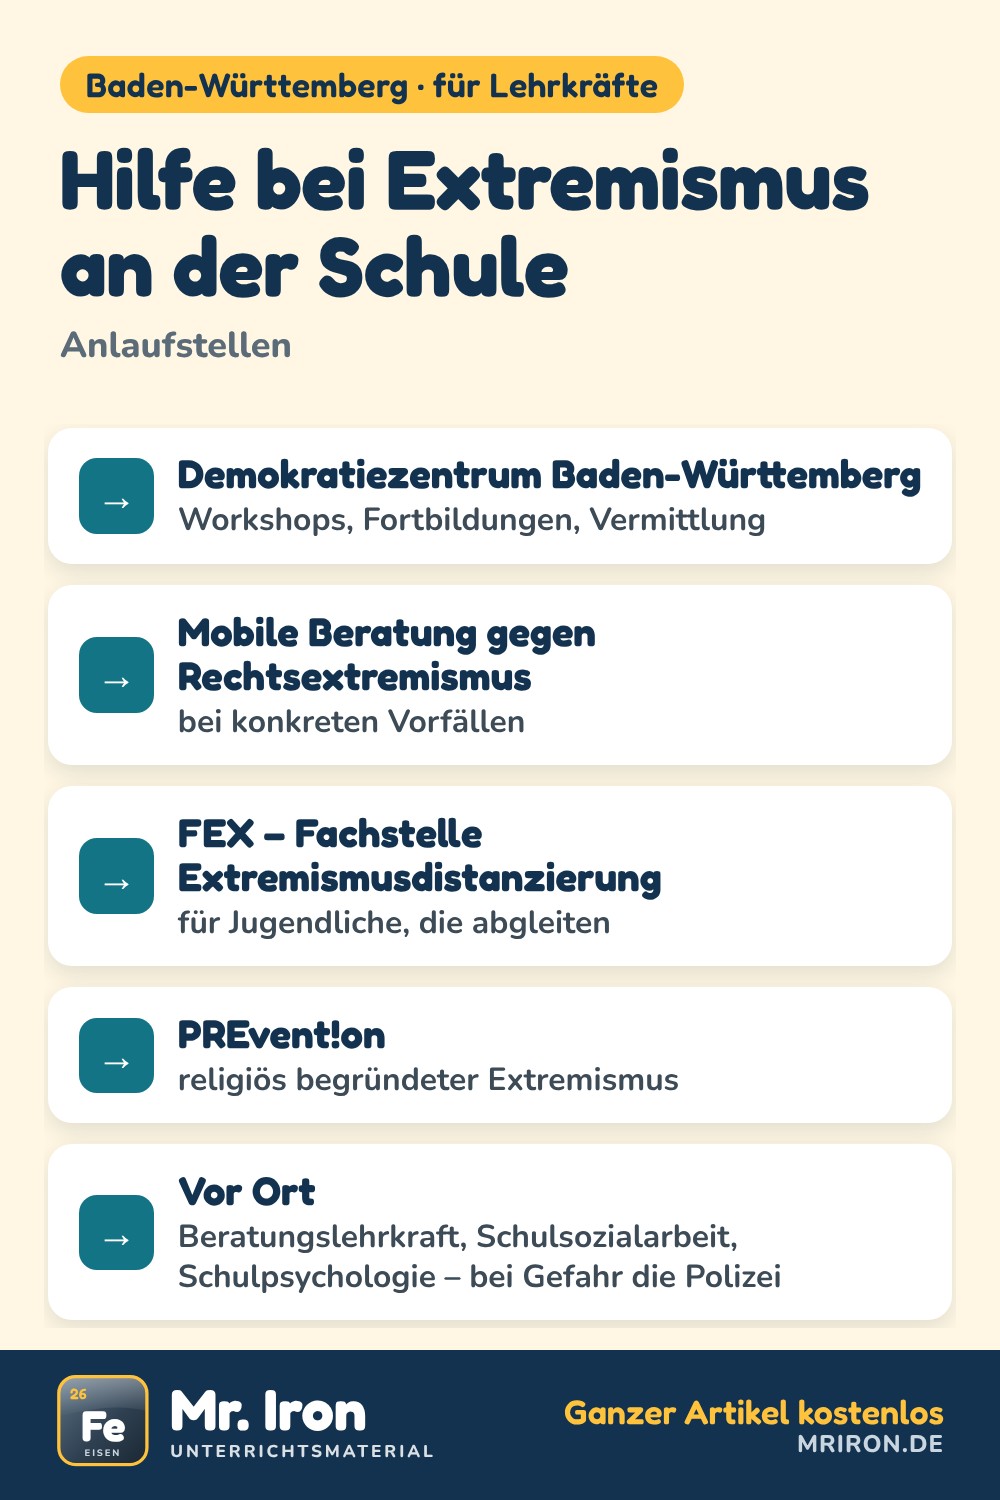 Baden-Württemberg · für Lehrkräfte
Hilfe bei Extremismus
an der Schule
Anlaufstellen
→ Demokratiezentrum Baden-Württemberg
Workshops, Fortbildungen, Vermittlung
→ Mobile Beratung gegen
Rechtsextremismus
bei konkreten Vorfällen
→ FEX – Fachstelle
Extremismusdistanzierung
für Jugendliche, die abgleiten
→ PREvent!on
religiös begründeter Extremismus
→ Vor Ort
Beratungslehrkraft, Schulsozialarbeit,
Schulpsychologie – bei Gefahr die Polizei
26
Fe
EISEN
Mr. Iron
UNTERRICHTSMATERIAL
Ganzer Artikel kostenlos
MRIRON.DE